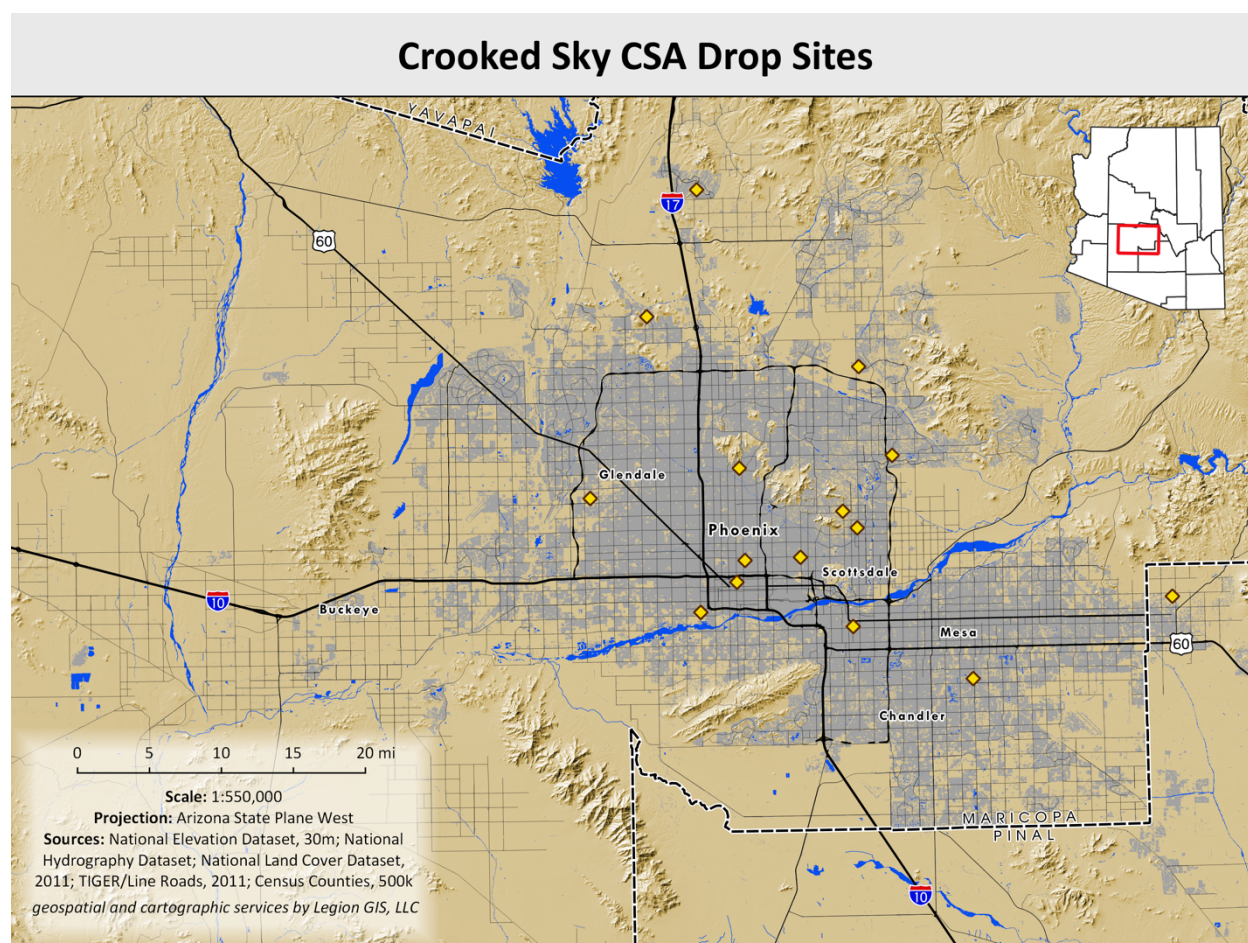 Crooked Sky CSA Drop Sites
YAVAPAI
17
60
Glendale
Phoenix
Scottsdale
10
Buckeye
Mesa
60
Chandler
MARICOPA
PINAL
10
0 5 10 15 20 mi
Scale: 1:550,000
Projection: Arizona State Plane West
Sources: National Elevation Dataset, 30m; National
Hydrography Dataset; National Land Cover Dataset,
2011; TIGER/Line Roads, 2011; Census Counties, 500k
geospatial and cartographic services by Legion GIS, LLC